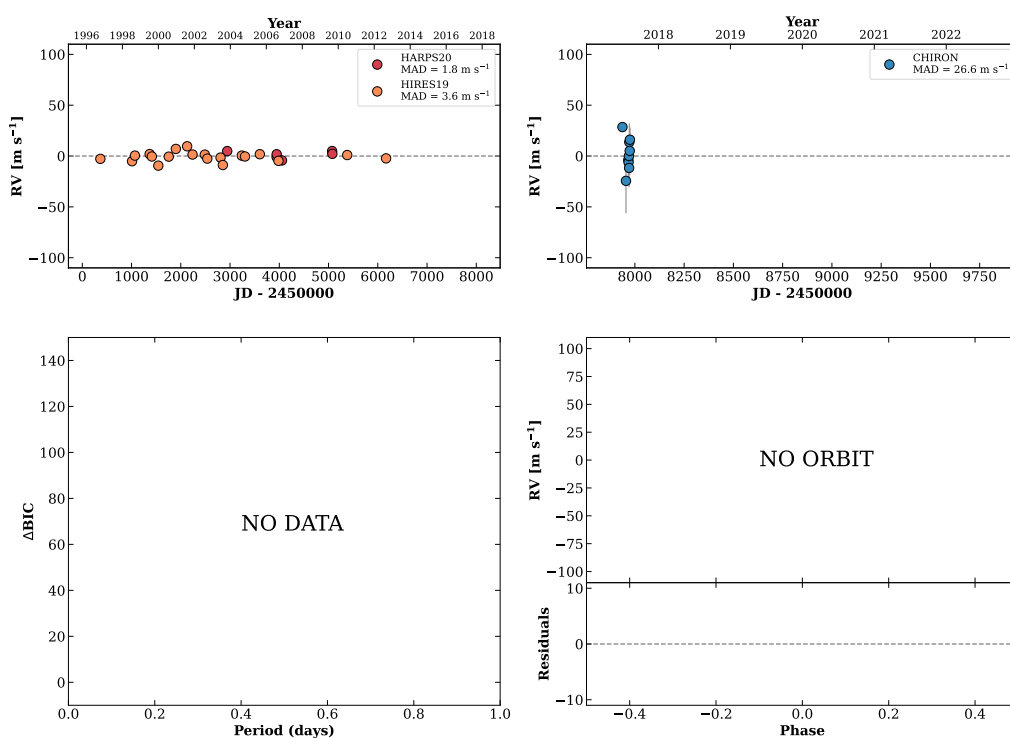 Year
1996 1998 2000 2002 2004 2006 2008 2010 2012 2014 2016 2018
HARPS20
MAD = 1.8 m s⁻¹
HIRES19
MAD = 3.6 m s⁻¹
100
50
0
−50
−100
RV [m s⁻¹]
0 1000 2000 3000 4000 5000 6000 7000 8000
JD - 2450000
Year
2018 2019 2020 2021 2022
CHIRON
MAD = 26.6 m s⁻¹
100
50
0
−50
−100
RV [m s⁻¹]
8000 8250 8500 8750 9000 9250 9500 9750
JD - 2450000
140
120
100
80
60
40
20
0
ΔBIC
NO DATA
0.0 0.2 0.4 0.6 0.8 1.0
Period (days)
100
75
50
25
0
−25
−50
−75
−100
RV [m s⁻¹]
NO ORBIT
10
0
−10
Residuals
−0.4 −0.2 0.0 0.2 0.4
Phase